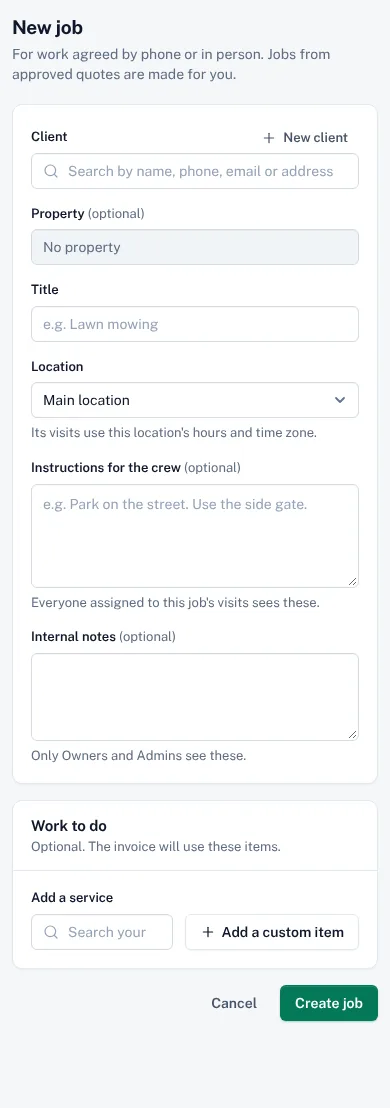 New job
For work agreed by phone or in person. Jobs from
approved quotes are made for you.
Client
+ New client
Search by name, phone, email or address
Property (optional)
No property
Title
e.g. Lawn mowing
Location
Main location
Its visits use this location's hours and time zone.
Instructions for the crew (optional)
e.g. Park on the street. Use the side gate.
Everyone assigned to this job's visits sees these.
Internal notes (optional)
Only Owners and Admins see these.
Work to do
Optional. The invoice will use these items.
Add a service
Search your
+ Add a custom item
Cancel
Create job